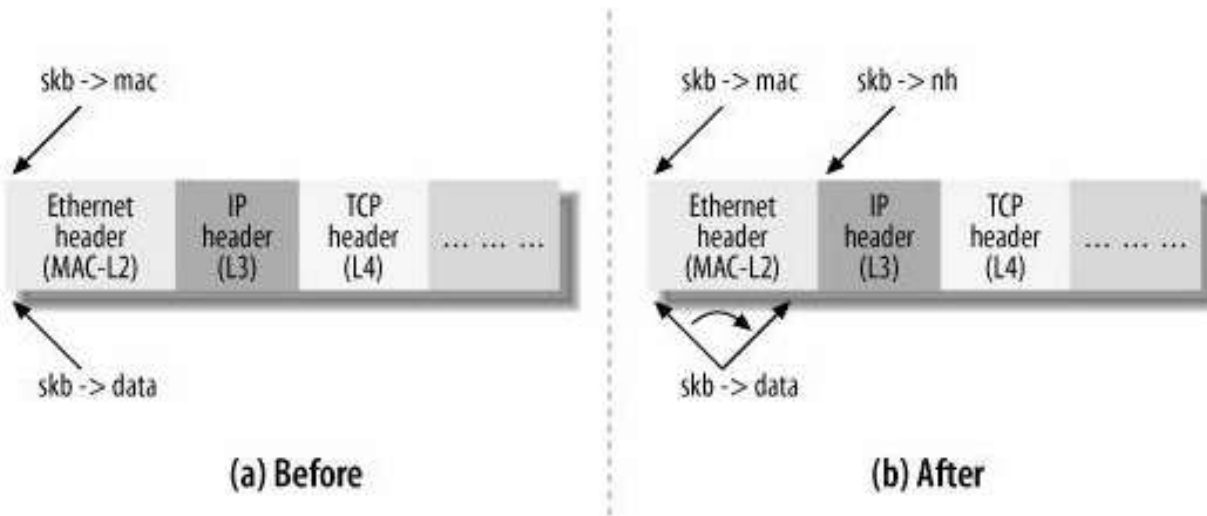 skb -> mac
Ethernet
header
(MAC-L2)
IP
header
(L3)
TCP
header
(L4)
... ... ...
skb -> data
(a) Before
skb -> mac
skb -> nh
Ethernet
header
(MAC-L2)
IP
header
(L3)
TCP
header
(L4)
... ... ...
skb -> data
(b) After